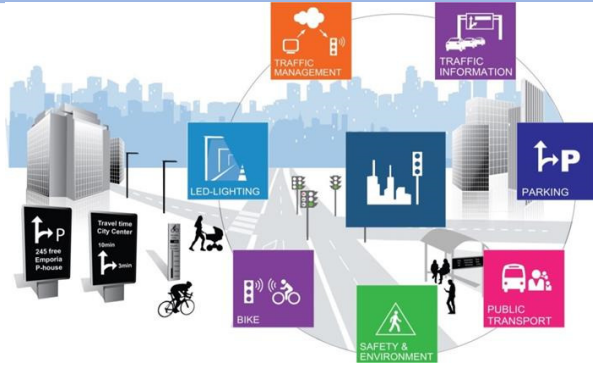 TRAFFIC
MANAGEMENT
TRAFFIC
INFORMATION
LED-LIGHTING
P
PARKING
P
245 free
Emporia
P-house
Travel time
City Center
10min
3min
BIKE
SAFETY &
ENVIRONMENT
PUBLIC
TRANSPORT